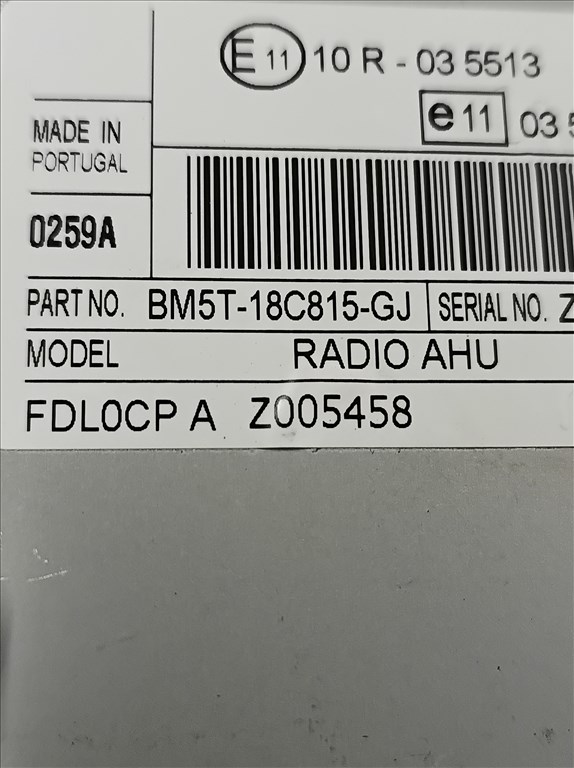 E 11 10 R - 03 5513
e 11 03
MADE IN
PORTUGAL
0259A
PART NO. BM5T-18C815-GJ SERIAL NO. Z
MODEL RADIO AHU
FDL0CP A Z005458